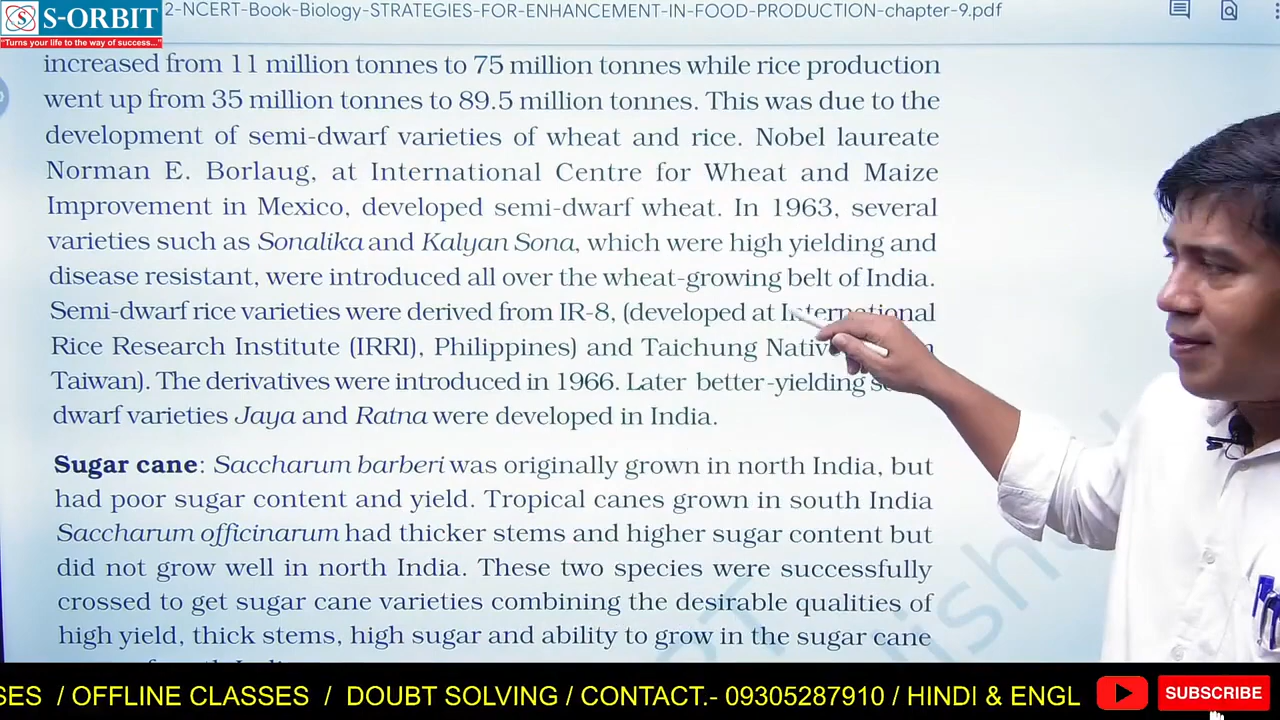 S-ORBIT
"Turns your life to the way of success..."
2-NCERT-Book-Biology-STRATEGIES-FOR-ENHANCEMENT-IN-FOOD-PRODUCTION-chapter-9.pdf
increased from 11 million tonnes to 75 million tonnes while rice production
went up from 35 million tonnes to 89.5 million tonnes. This was due to the
development of semi-dwarf varieties of wheat and rice. Nobel laureate
Norman E. Borlaug, at International Centre for Wheat and Maize
Improvement in Mexico, developed semi-dwarf wheat. In 1963, several
varieties such as Sonalika and Kalyan Sona, which were high yielding and
disease resistant, were introduced all over the wheat-growing belt of India.
Semi-dwarf rice varieties were derived from IR-8, (developed at International
Rice Research Institute (IRRI), Philippines) and Taichung Native
Taiwan). The derivatives were introduced in 1966. Later better-yielding
dwarf varieties Jaya and Ratna were developed in India.
Sugar cane: Saccharum barberi was originally grown in north India, but
had poor sugar content and yield. Tropical canes grown in south India
Saccharum officinarum had thicker stems and higher sugar content but
did not grow well in north India. These two species were successfully
crossed to get sugar cane varieties combining the desirable qualities of
high yield, thick stems, high sugar and ability to grow in the sugar cane
SES / OFFLINE CLASSES / DOUBT SOLVING / CONTACT.- 09305287910 / HINDI & ENGL
SUBSCRIBE